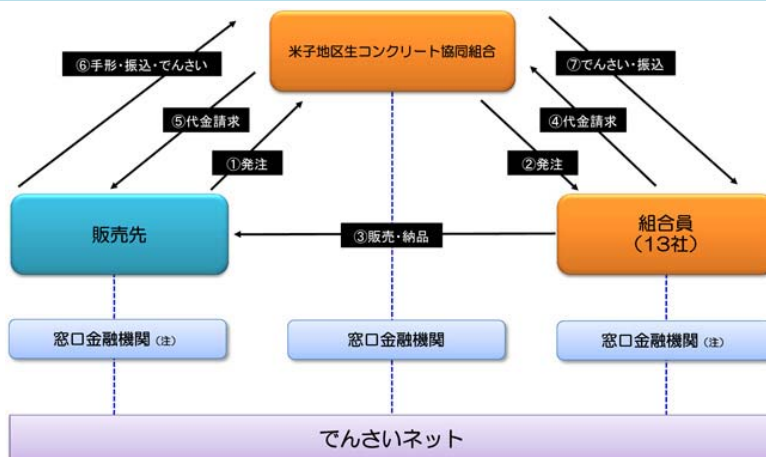 米子地区生コンクリート協同組合
⑥手形・振込・でんさい
⑦でんさい・振込
⑤代金請求
④代金請求
①発注
②発注
販売先
③販売・納品
組合員
（13社）
窓口金融機関（注）
窓口金融機関
窓口金融機関（注）
でんさいネット